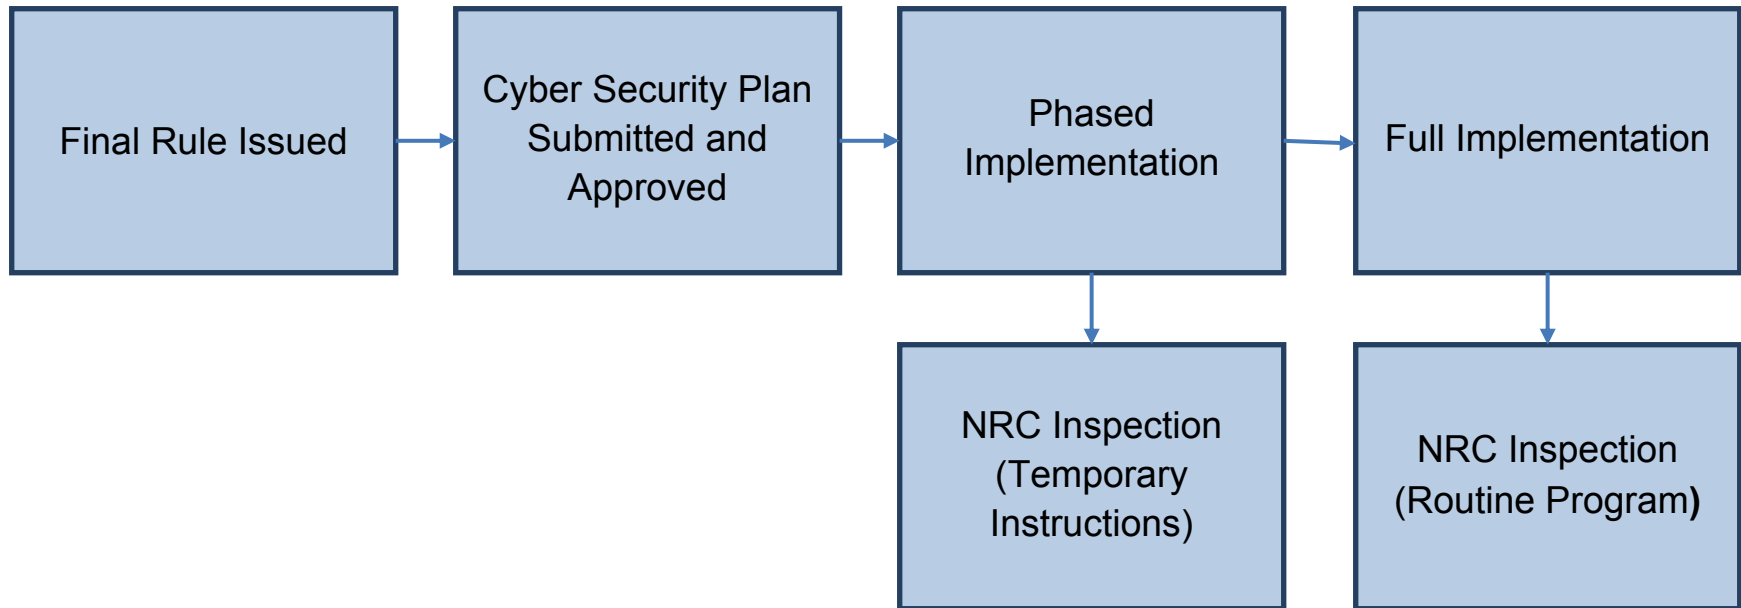 Final Rule Issued
Cyber Security Plan
Submitted and
Approved
Phased
Implementation
Full Implementation
NRC Inspection
(Temporary
Instructions)
NRC Inspection
(Routine Program)